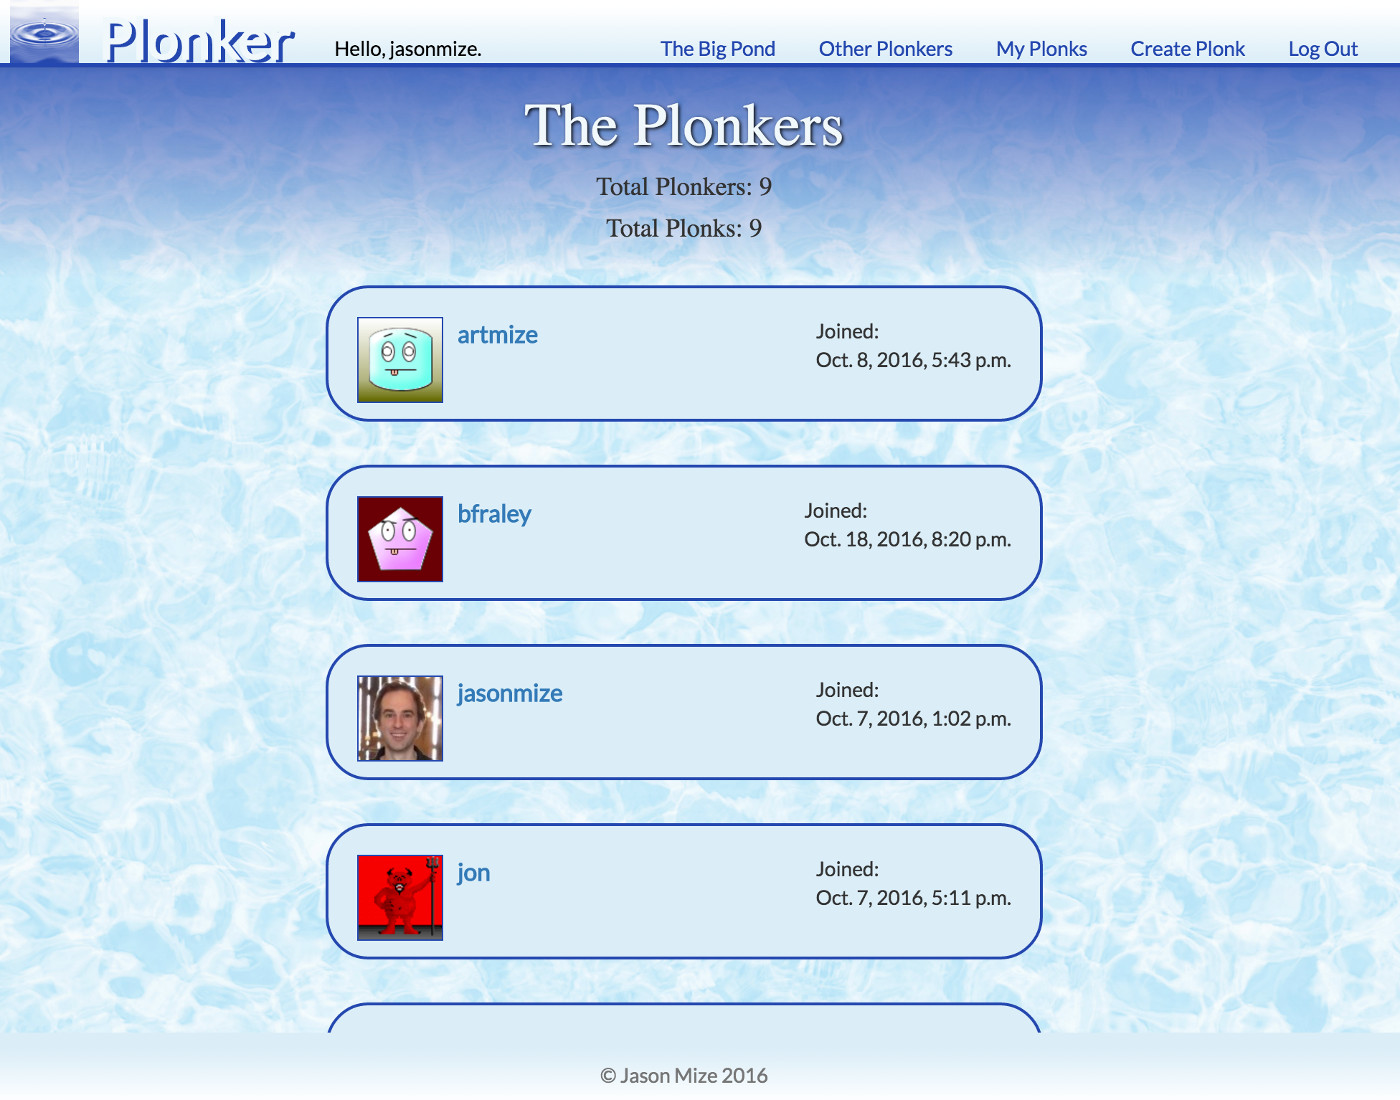 Plonker
Hello, jasonmize.
The Big Pond
Other Plonkers
My Plonks
Create Plonk
Log Out
The Plonkers
Total Plonkers: 9
Total Plonks: 9
artmize
Joined:
Oct. 8, 2016, 5:43 p.m.
bfraley
Joined:
Oct. 18, 2016, 8:20 p.m.
jasonmize
Joined:
Oct. 7, 2016, 1:02 p.m.
jon
Joined:
Oct. 7, 2016, 5:11 p.m.
© Jason Mize 2016